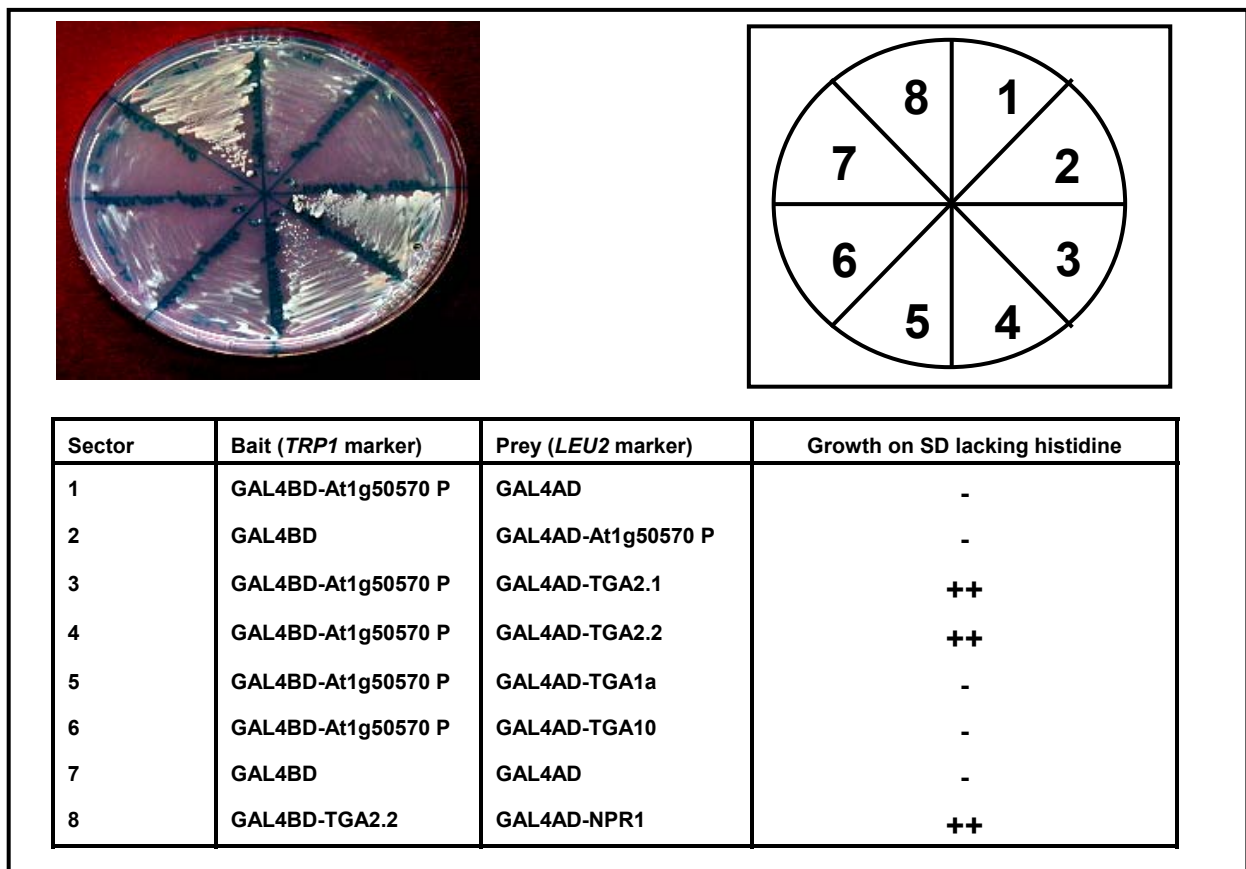 8 1
7 2
6 3
5 4
Sector Bait (TRP1 marker) Prey (LEU2 marker) Growth on SD lacking histidine
1 GAL4BD-At1g50570 P GAL4AD -
2 GAL4BD GAL4AD-At1g50570 P -
3 GAL4BD-At1g50570 P GAL4AD-TGA2.1 ++
4 GAL4BD-At1g50570 P GAL4AD-TGA2.2 ++
5 GAL4BD-At1g50570 P GAL4AD-TGA1a -
6 GAL4BD-At1g50570 P GAL4AD-TGA10 -
7 GAL4BD GAL4AD -
8 GAL4BD-TGA2.2 GAL4AD-NPR1 ++